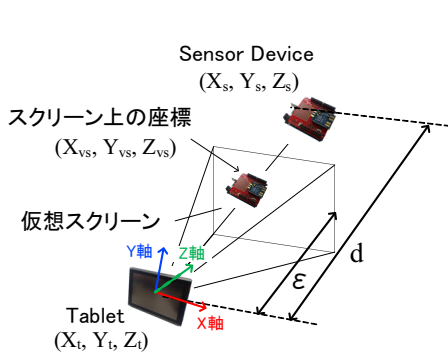 Sensor Device
(Xs, Ys, Zs)
スクリーン上の座標
(Xvs, Yvs, Zvs)
仮想スクリーン
Y軸
Z軸
d
ε
X軸
Tablet
(Xt, Yt, Zt)